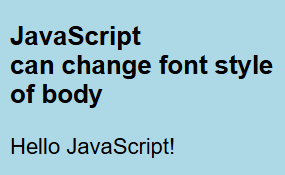 JavaScript
can change font style
of body
Hello JavaScript!